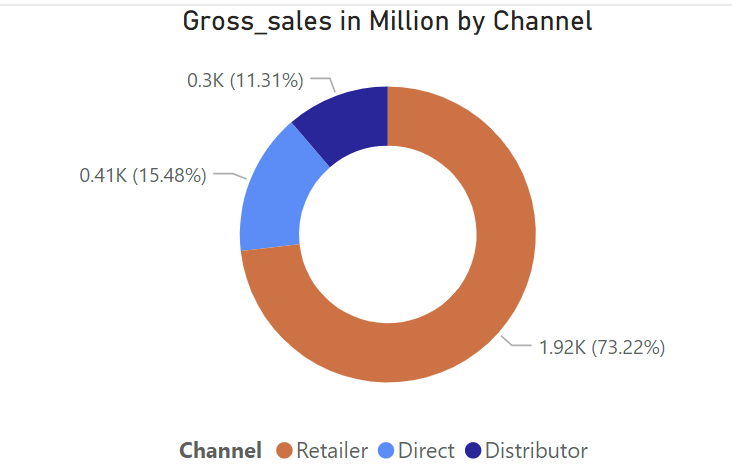 Gross_sales in Million by Channel
0.3K (11.31%)
0.41K (15.48%)
1.92K (73.22%)
Channel Retailer Direct Distributor